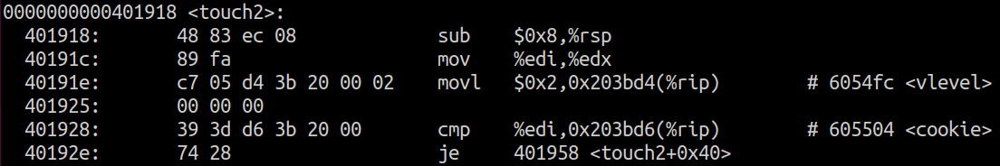 0000000000401918 <touch2>:
401918: 48 83 ec 08 sub $0x8,%rsp
40191c: 89 fa mov %edi,%edx
40191e: c7 05 d4 3b 20 00 02 movl $0x2,0x203bd4(%rip) # 6054fc <vlevel>
401925: 00 00 00
401928: 39 3d d6 3b 20 00 cmp %edi,0x203bd6(%rip) # 605504 <cookie>
40192e: 74 28 je 401958 <touch2+0x40>